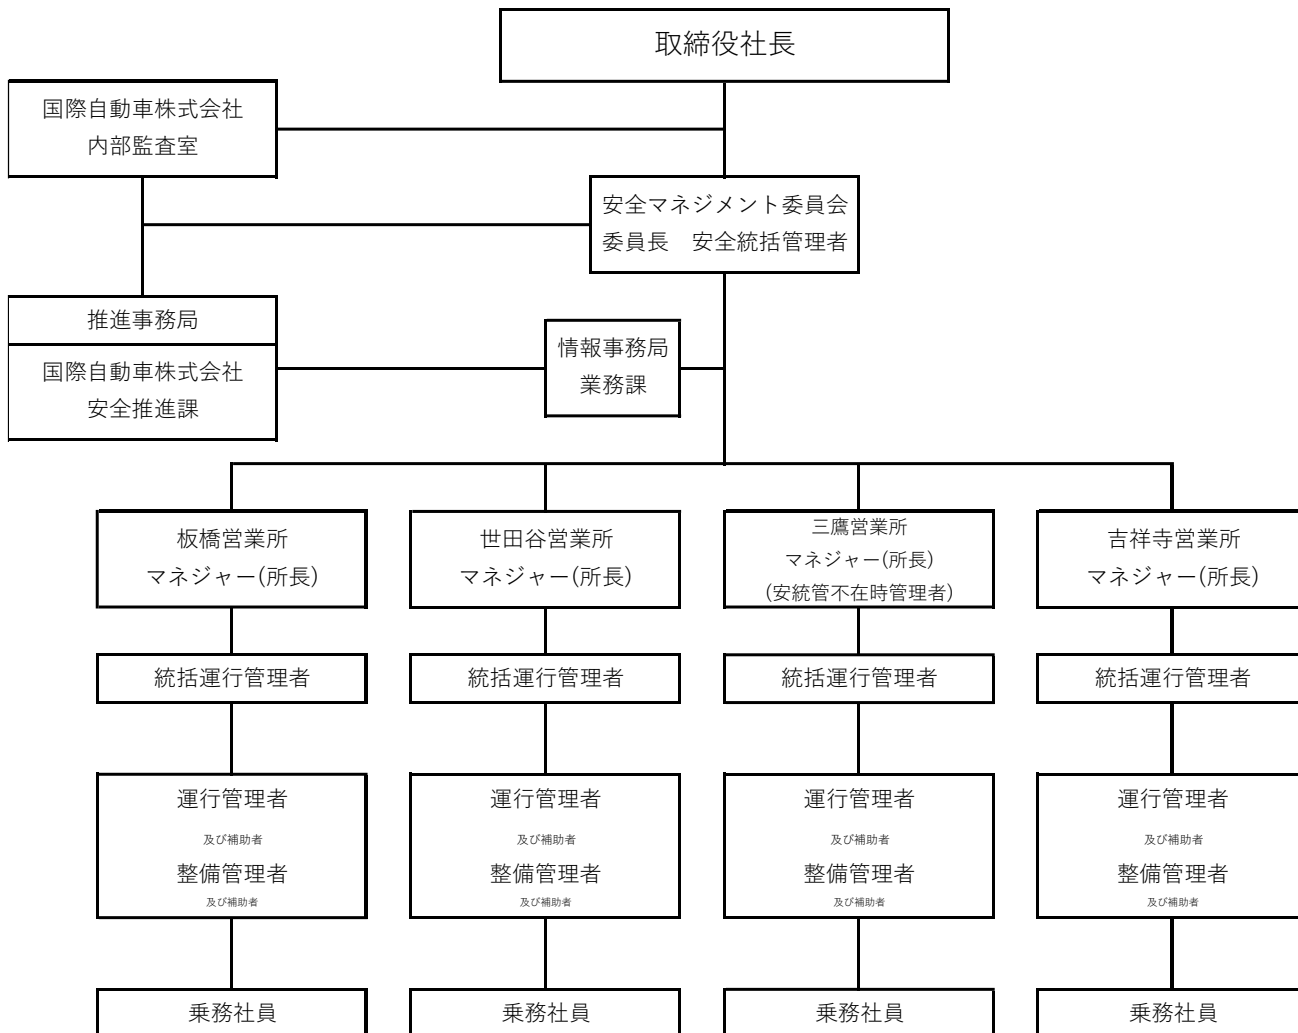 取締役社長
国際自動車株式会社
内部監査室
安全マネジメント委員会
委員長　安全統括管理者
推進事務局
国際自動車株式会社
安全推進課
情報事務局
業務課
板橋営業所
マネジャー(所長)
世田谷営業所
マネジャー(所長)
三鷹営業所
マネジャー(所長)
(安統管不在時管理者)
吉祥寺営業所
マネジャー(所長)
統括運行管理者
統括運行管理者
統括運行管理者
統括運行管理者
運行管理者
及び補助者
整備管理者
及び補助者
運行管理者
及び補助者
整備管理者
及び補助者
運行管理者
及び補助者
整備管理者
及び補助者
運行管理者
及び補助者
整備管理者
及び補助者
乗務社員
乗務社員
乗務社員
乗務社員